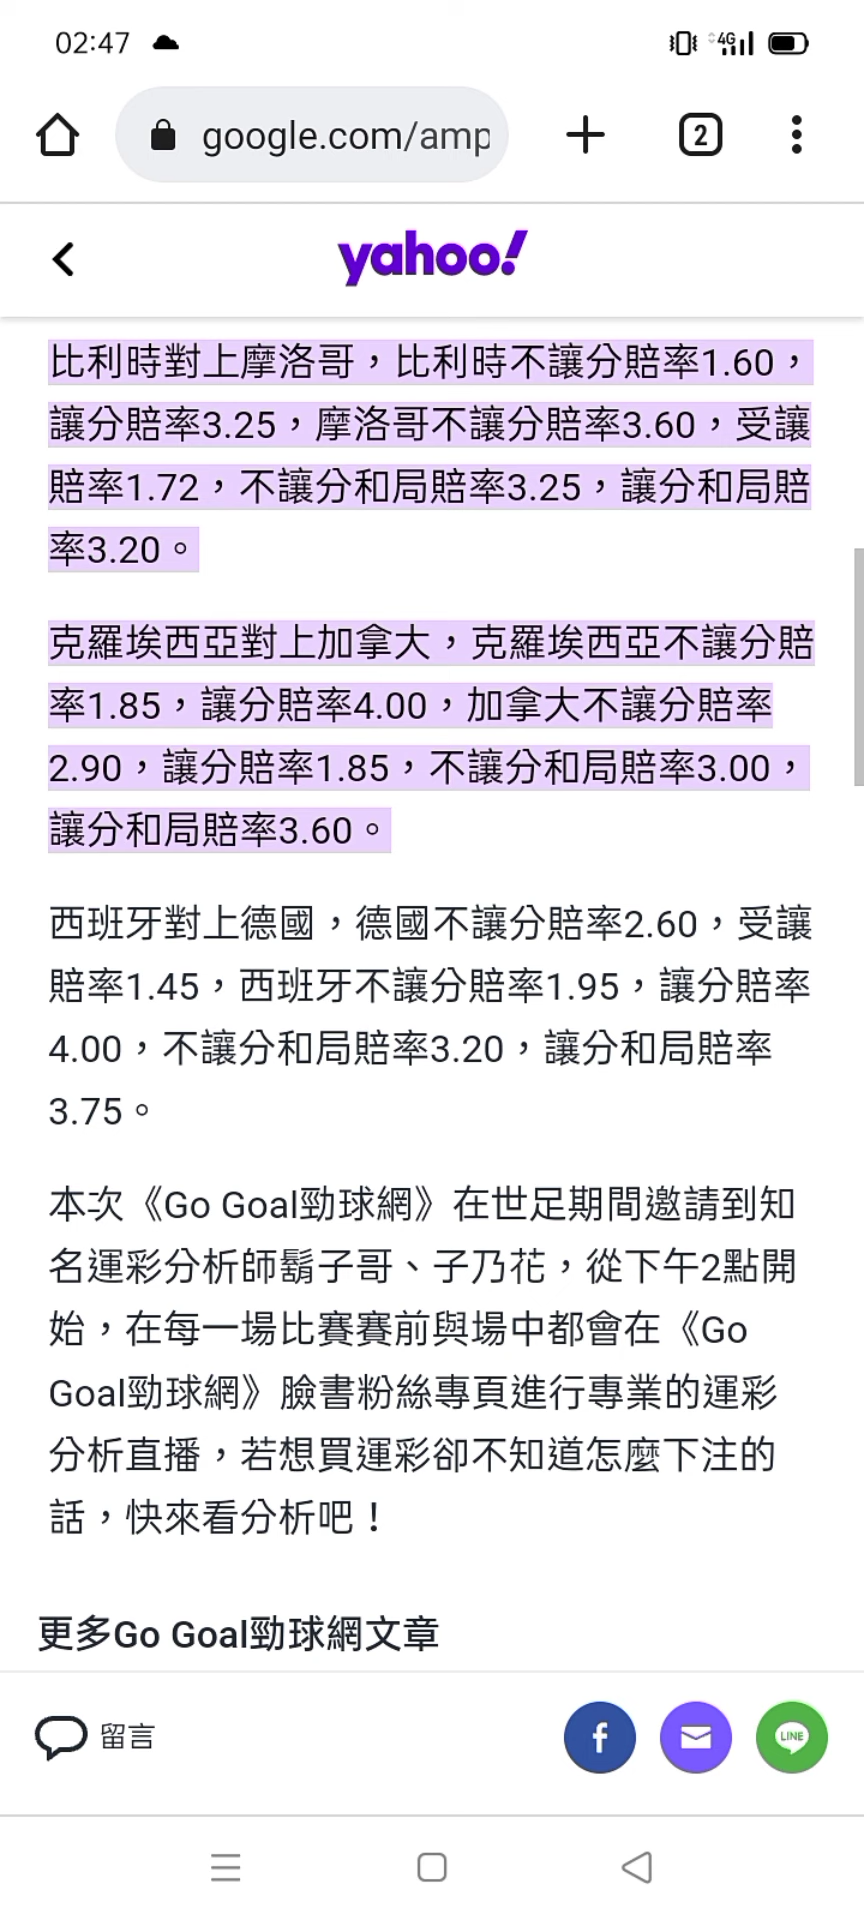 02:47
4G
google.com/amp
2
yahoo!
比利時對上摩洛哥，比利時不讓分賠率1.60，
讓分賠率3.25，摩洛哥不讓分賠率3.60，受讓
賠率1.72，不讓分和局賠率3.25，讓分和局賠
率3.20。
克羅埃西亞對上加拿大，克羅埃西亞不讓分賠
率1.85，讓分賠率4.00，加拿大不讓分賠率
2.90，讓分賠率1.85，不讓分和局賠率3.00，
讓分和局賠率3.60。
西班牙對上德國，德國不讓分賠率2.60，受讓
賠率1.45，西班牙不讓分賠率1.95，讓分賠率
4.00，不讓分和局賠率3.20，讓分和局賠率
3.75。
本次《Go Goal勁球網》在世足期間邀請到知
名運彩分析師鬍子哥、子乃花，從下午2點開
始，在每一場比賽賽前與場中都會在《Go
Goal勁球網》臉書粉絲專頁進行專業的運彩
分析直播，若想買運彩卻不知道怎麼下注的
話，快來看分析吧！
更多Go Goal勁球網文章
留言
f
LINE